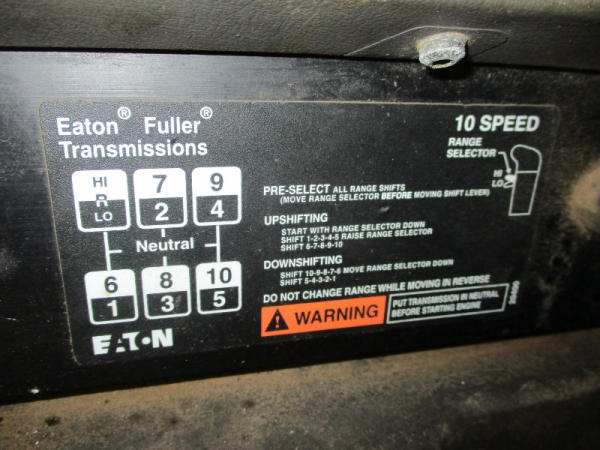 Eaton® Fuller®
Transmissions
10 SPEED
RANGE
SELECTOR
HI
LO
HI
R
LO
7
2
9
4
Neutral
6
1
8
3
10
5
EATON
PRE-SELECT ALL RANGE SHIFTS
(MOVE RANGE SELECTOR BEFORE MOVING SHIFT LEVER)
UPSHIFTING
START WITH RANGE SELECTOR DOWN
SHIFT 1-2-3-4-5 RAISE RANGE SELECTOR
SHIFT 6-7-8-9-10
DOWNSHIFTING
SHIFT 10-9-8-7-6 MOVE RANGE SELECTOR DOWN
SHIFT 5-4-3-2-1
DO NOT CHANGE RANGE WHILE MOVING IN REVERSE
WARNING
PUT TRANSMISSION IN NEUTRAL
BEFORE STARTING ENGINE